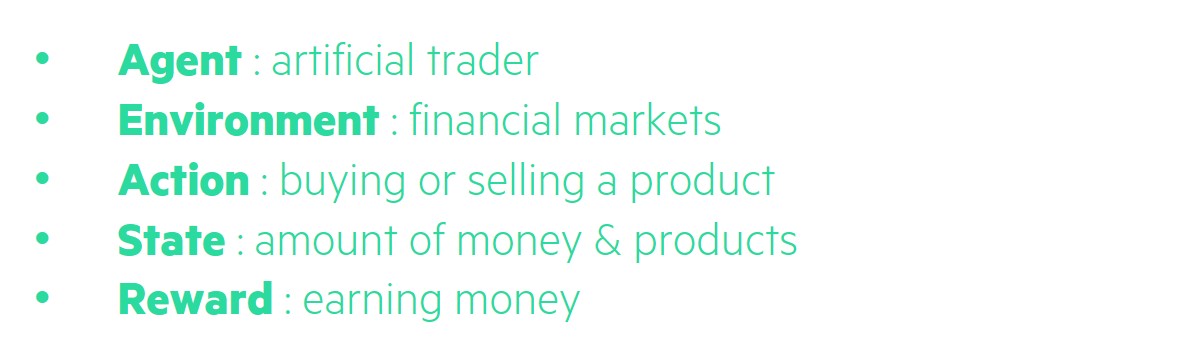 • Agent : artificial trader
• Environment : financial markets
• Action : buying or selling a product
• State : amount of money & products
• Reward : earning money